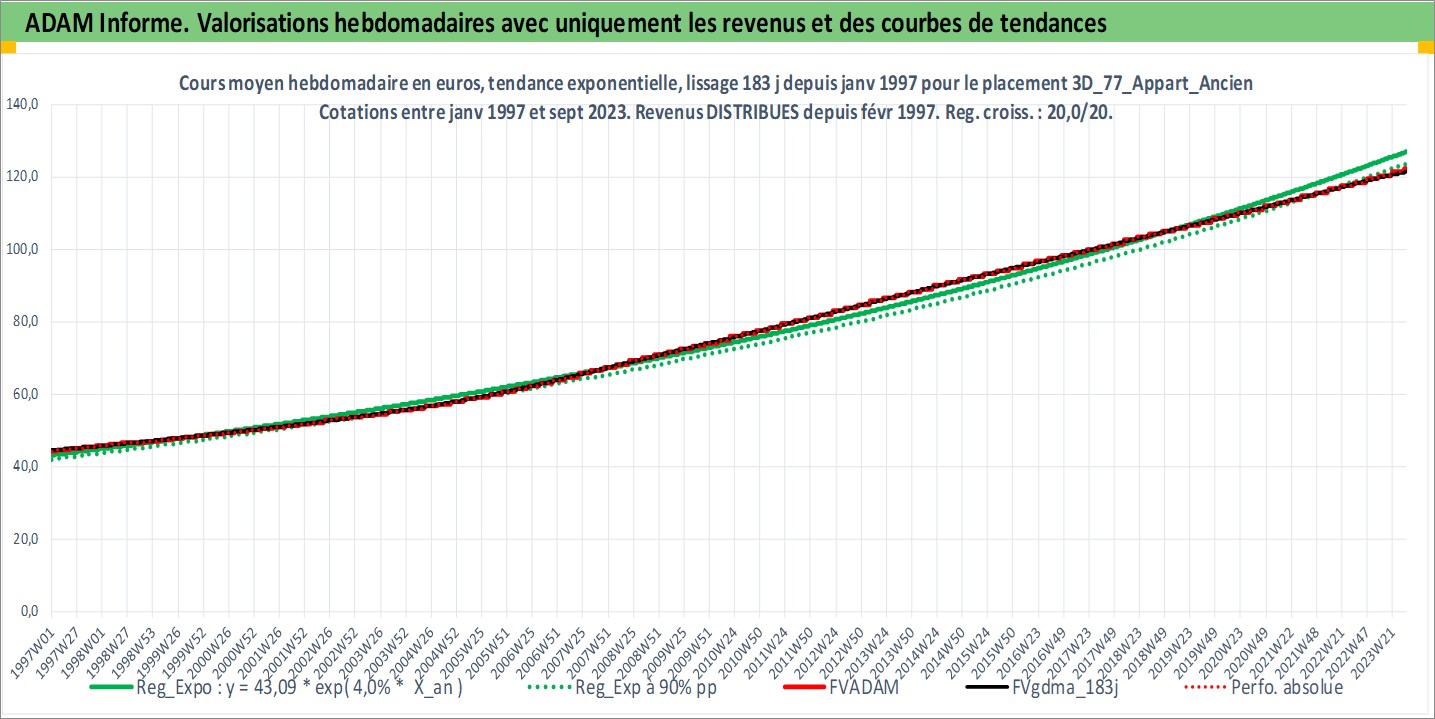 ADAM Informe. Valorisations hebdomadaires avec uniquement les revenus et des courbes de tendances
Cours moyen hebdomadaire en euros, tendance exponentielle, lissage 183 j depuis janv 1997 pour le placement 3D_77_Appart_Ancien
Cotations entre janv 1997 et sept 2023. Revenus DISTRIBUES depuis févr 1997. Reg. croiss. : 20,0/20.
140,0
120,0
100,0
80,0
60,0
40,0
20,0
0,0
1997W01 1997W27 1998W01 1998W27 1998W53 1999W26 1999W52 2000W26 2000W52 2001W26 2001W52 2002W26 2002W52 2003W26 2003W52 2004W26 2004W52 2005W25 2005W51 2006W25 2006W51 2007W25 2007W51 2008W25 2008W51 2009W25 2009W51 2010W24 2010W50 2011W24 2011W50 2012W24 2012W50 2013W24 2013W50 2014W24 2014W50 2015W24 2015W50 2016W23 2016W49 2017W23 2017W49 2018W23 2018W49 2019W23 2019W49 2020W23 2020W49 2021W22 2021W48 2022W21 2022W47 2023W21
Reg_Expo : y = 43,09 * exp( 4,0% * X_an ) Reg_Exp à 90% pp FVADAM FVgdma_183j Perfo. absolue